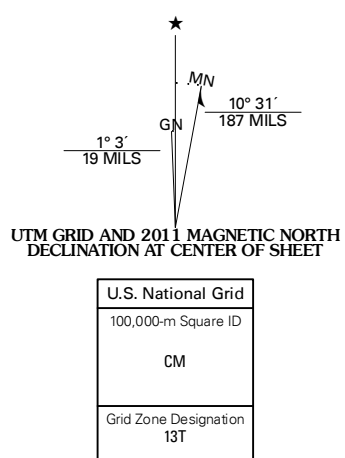 ★
MN
GN
10° 31´
187 MILS
1° 3´
19 MILS
UTM GRID AND 2011 MAGNETIC NORTH
DECLINATION AT CENTER OF SHEET
U.S. National Grid
100,000-m Square ID
CM
Grid Zone Designation
13T